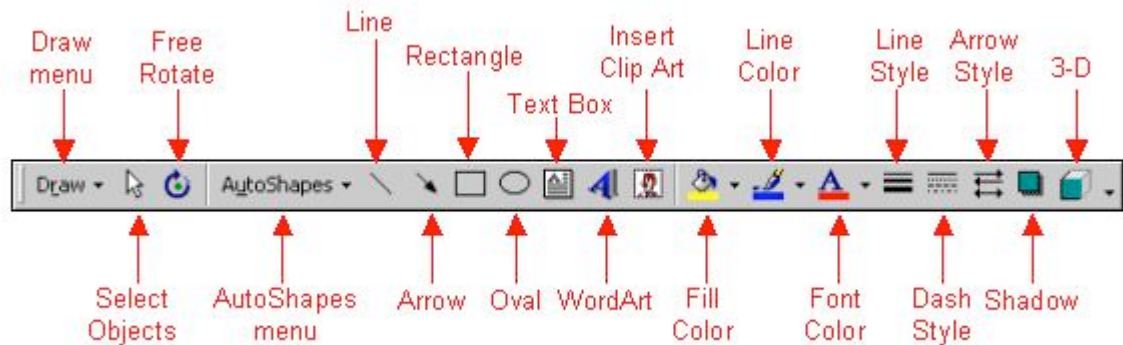 Draw
menu
Free
Rotate
Line
Rectangle
Text Box
Insert
Clip Art
Line
Color
Line
Style
Arrow
Style
3-D
Draw AutoShapes
Select
Objects
AutoShapes
menu
Arrow
Oval
WordArt
Fill
Color
Font
Color
Dash
Style
Shadow